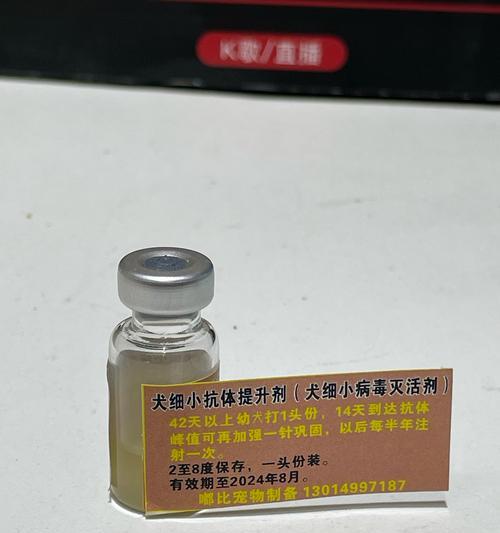 K歌/直播
犬细小抗体提升剂（犬细小病毒灭活剂）
42天以上幼犬打1头份，14天到达抗体
峰值可再加强一针巩固，以后每半年注
射一次。
2至8度保存，一头份装。
有效期至2024年8月。
嘟比宠物制备 13014997187